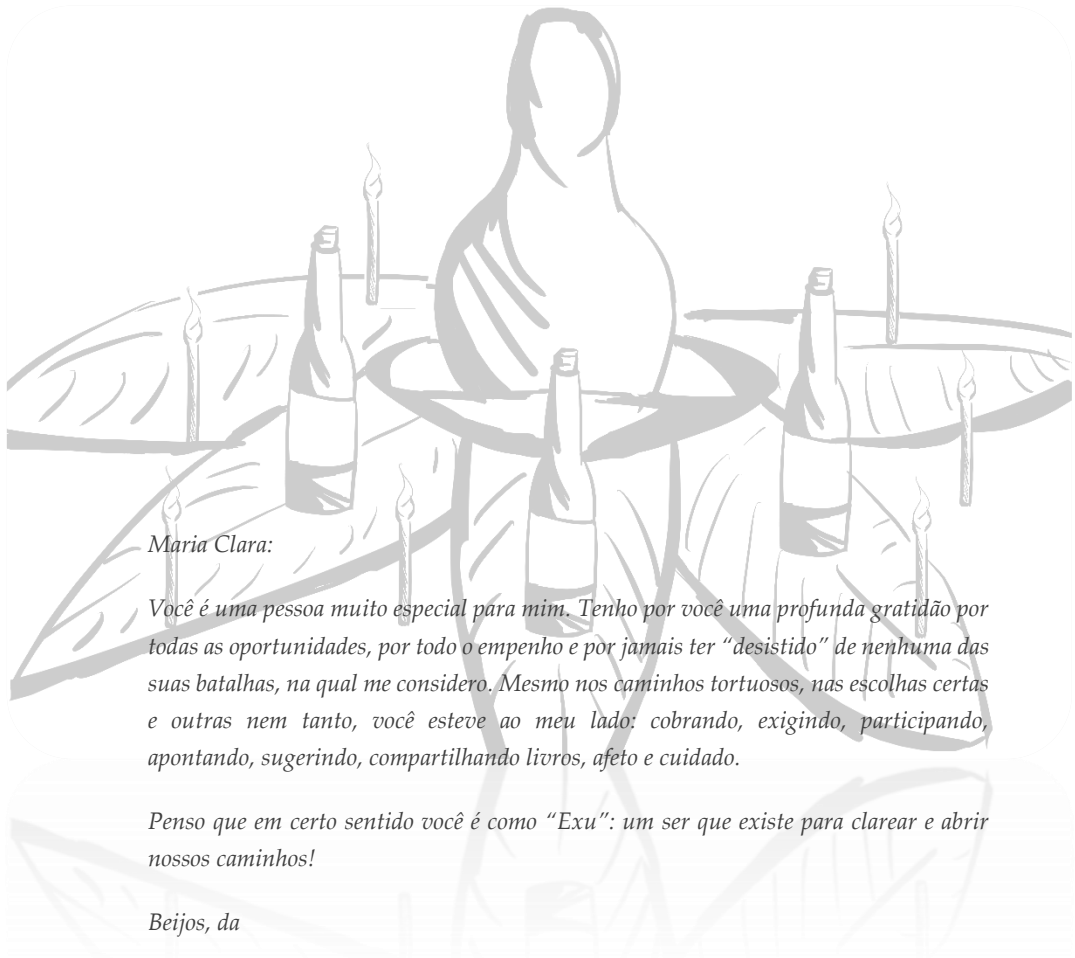 Maria Clara:
Você é uma pessoa muito especial para mim. Tenho por você uma profunda gratidão por
todas as oportunidades, por todo o empenho e por jamais ter “desistido” de nenhuma das
suas batalhas, na qual me considero. Mesmo nos caminhos tortuosos, nas escolhas certas
e outras nem tanto, você esteve ao meu lado: cobrando, exigindo, participando,
apontando, sugerindo, compartilhando livros, afeto e cuidado.
Penso que em certo sentido você é como “Exu”: um ser que existe para clarear e abrir
nossos caminhos!
Beijos, da